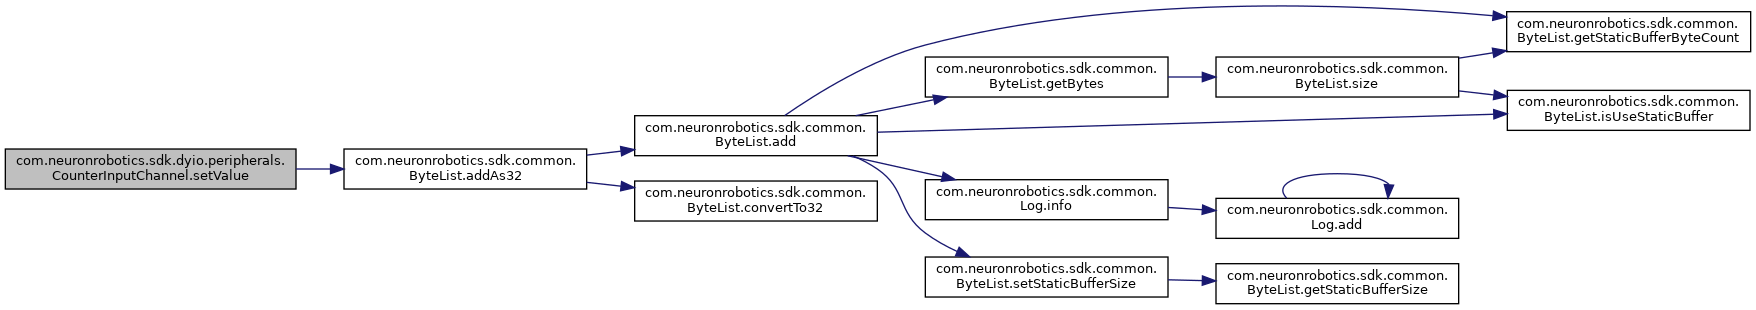 com.neuronrobotics.sdk.dyio.peripherals.
CounterInputChannel.setValue
com.neuronrobotics.sdk.common.
ByteList.addAs32
com.neuronrobotics.sdk.common.
ByteList.add
com.neuronrobotics.sdk.common.
ByteList.convertTo32
com.neuronrobotics.sdk.common.
ByteList.getBytes
com.neuronrobotics.sdk.common.
Log.info
com.neuronrobotics.sdk.common.
ByteList.setStaticBufferSize
com.neuronrobotics.sdk.common.
ByteList.size
com.neuronrobotics.sdk.common.
Log.add
com.neuronrobotics.sdk.common.
ByteList.getStaticBufferSize
com.neuronrobotics.sdk.common.
ByteList.getStaticBufferByteCount
com.neuronrobotics.sdk.common.
ByteList.isUseStaticBuffer